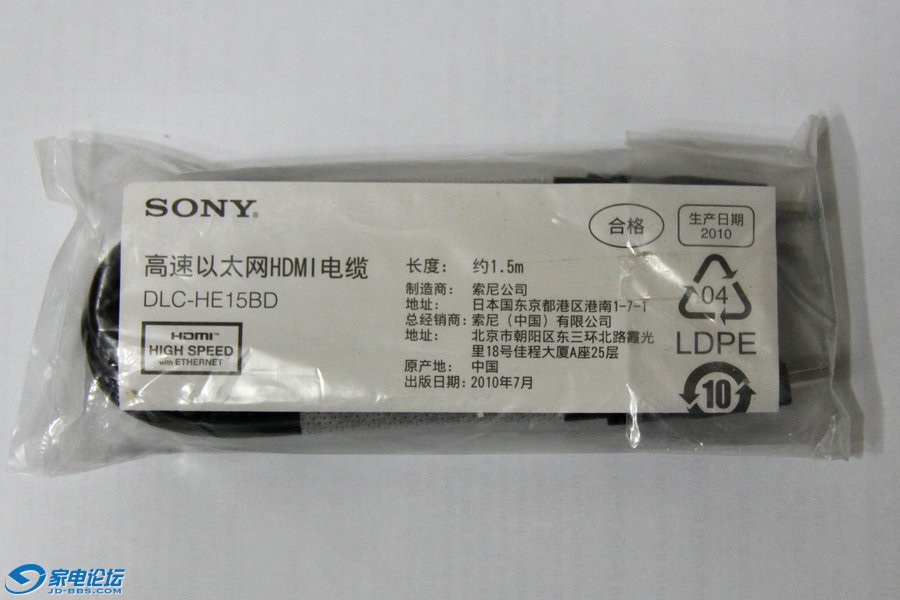 SONY®
高速以太网HDMI电缆
DLC-HE15BD
HDMI™
HIGH SPEED
with ETHERNET
长度: 约1.5m
制造商: 索尼公司
地址: 日本国东京都港区港南1-7-1
总经销商: 索尼(中国)有限公司
地址: 北京市朝阳区东三环北路霞光
里18号佳程大厦A座25层
原产地: 中国
出版日期: 2010年7月
合格
生产日期
2010
04
LDPE
10
家电论坛
JD-BBS.COM